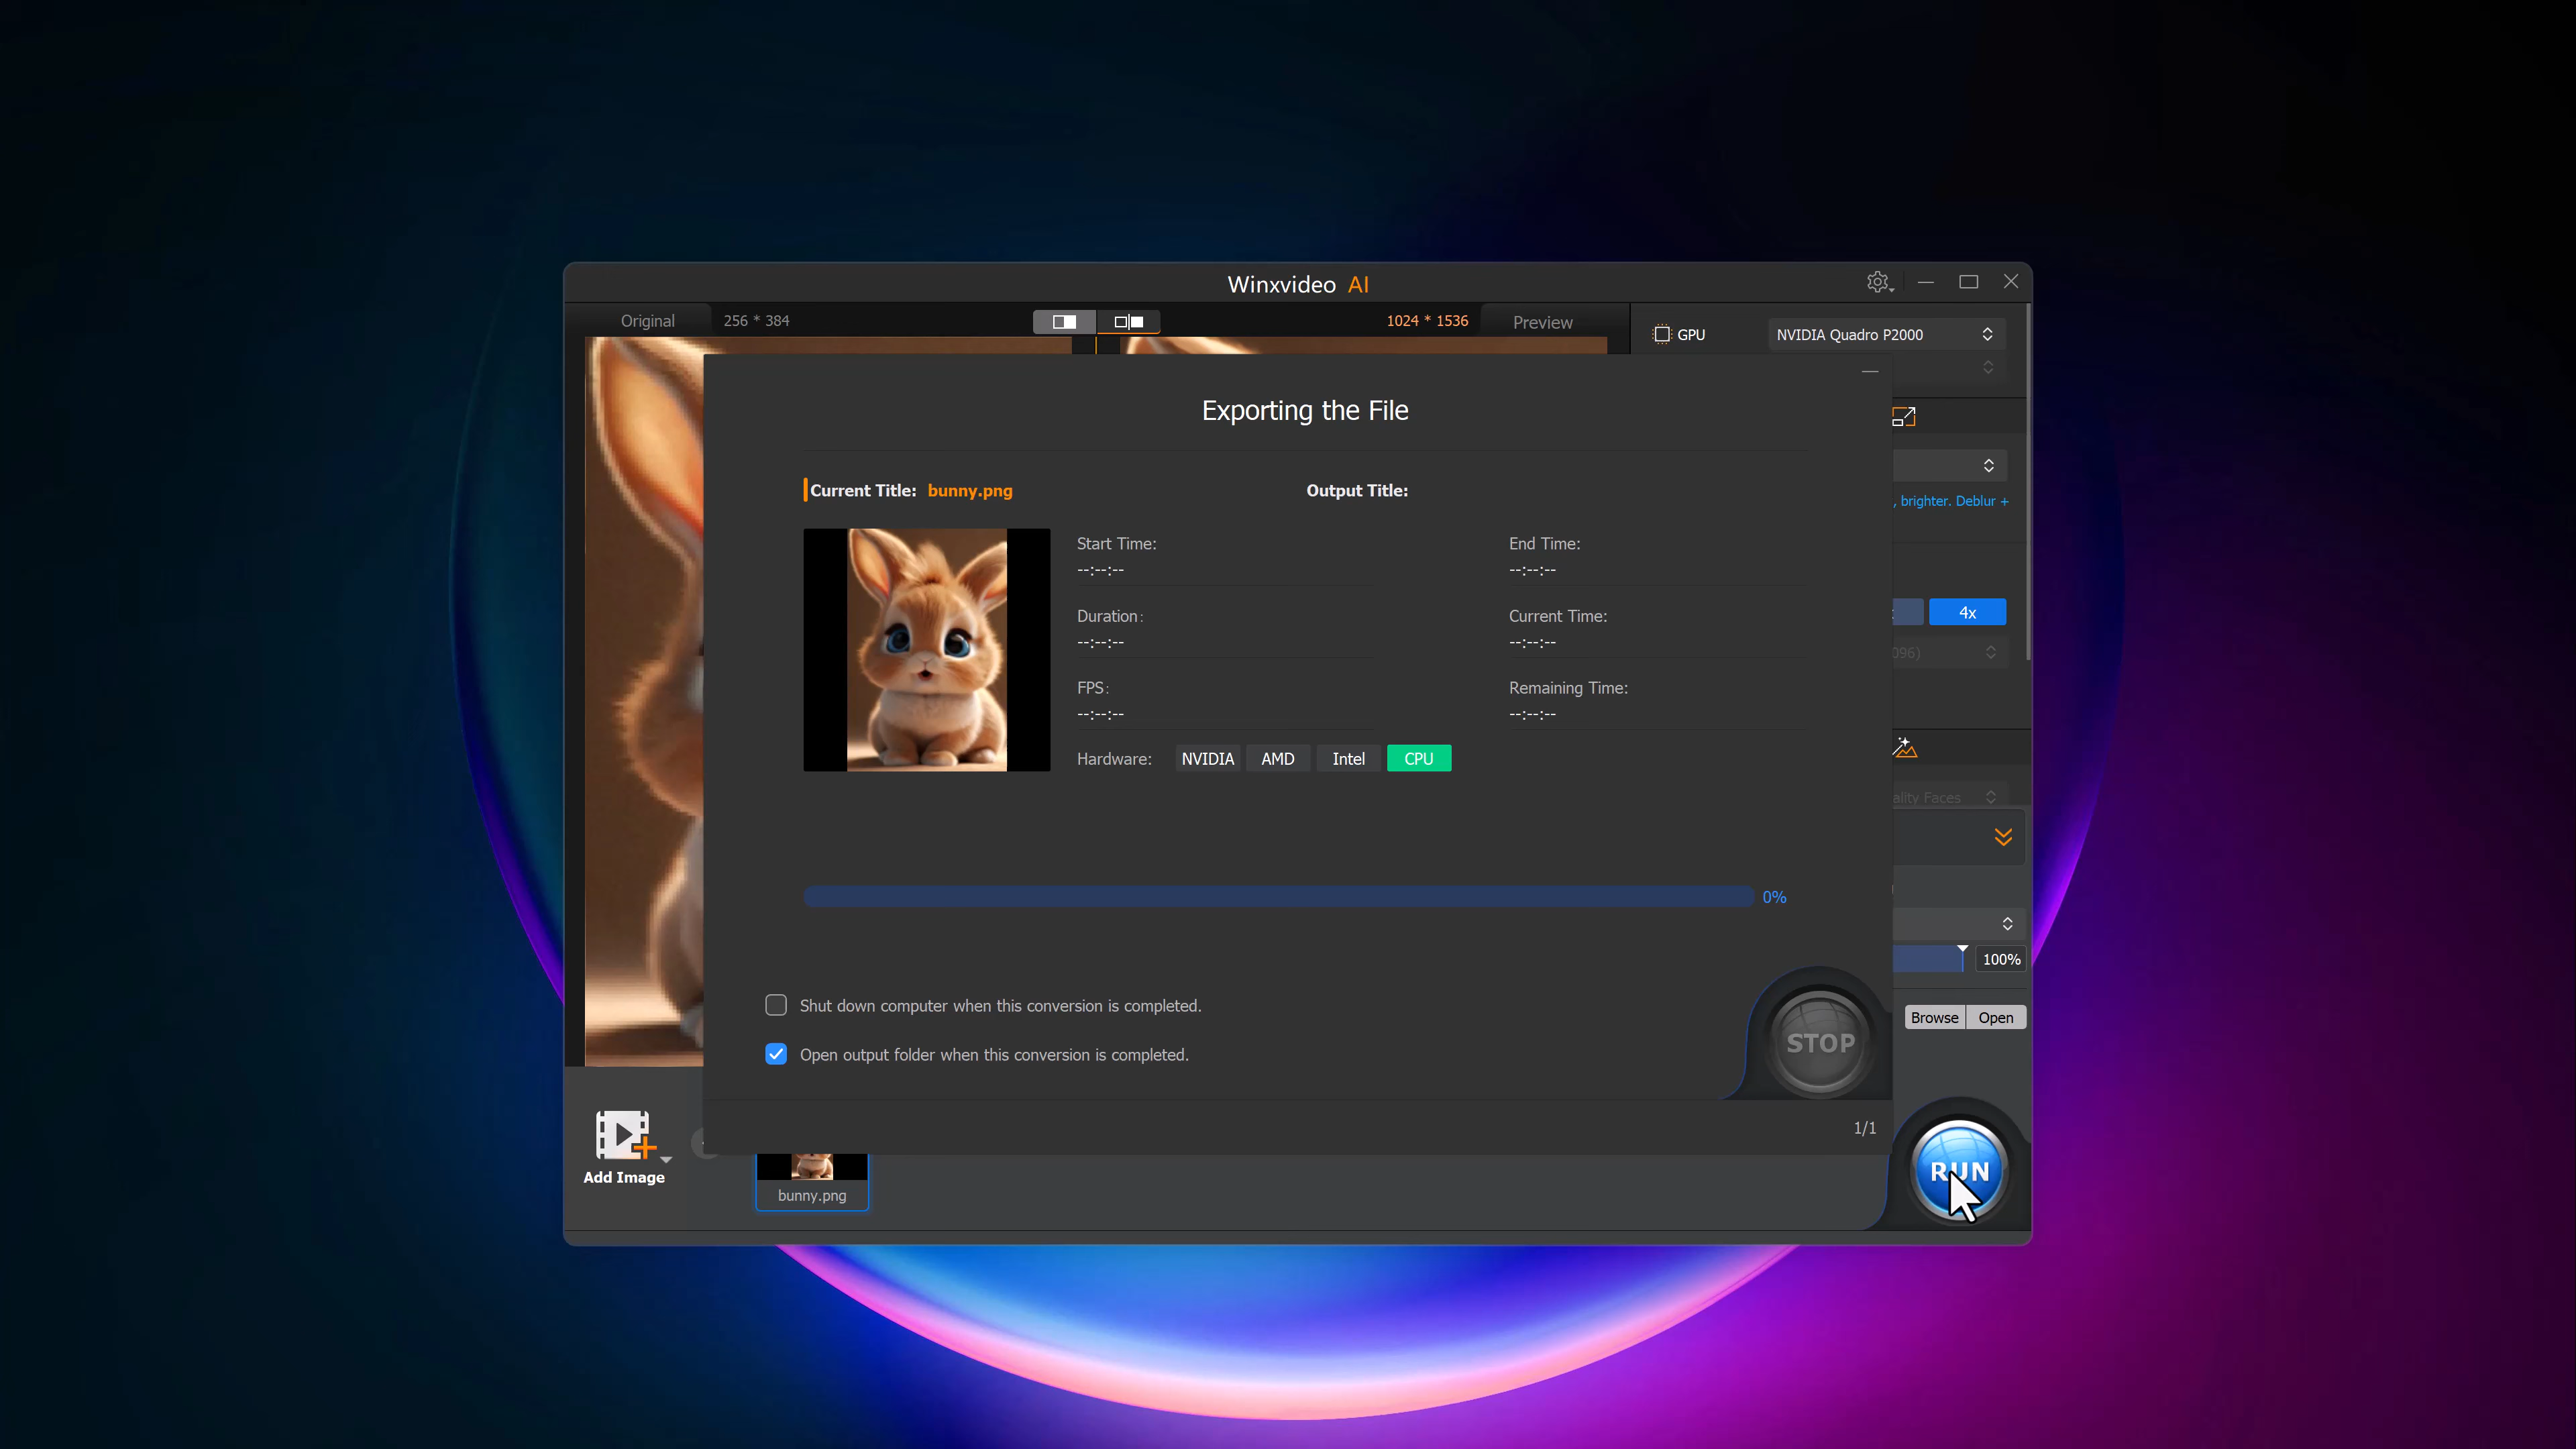 Winxvideo AI
Original
256 * 384
1024 * 1536
Preview
GPU
NVIDIA Quadro P2000
Exporting the File
Current Title: bunny.png
Output Title:
, brighter. Deblur +
Start Time:
--:--:--
End Time:
--:--:--
Duration:
--:--:--
Current Time:
--:--:--
4x
096)
FPS:
--:--:--
Remaining Time:
--:--:--
Hardware: NVIDIA AMD Intel CPU
ality Faces
0%
100%
Shut down computer when this conversion is completed.
Open output folder when this conversion is completed.
STOP
Browse Open
1/1
Add Image
bunny.png
RUN